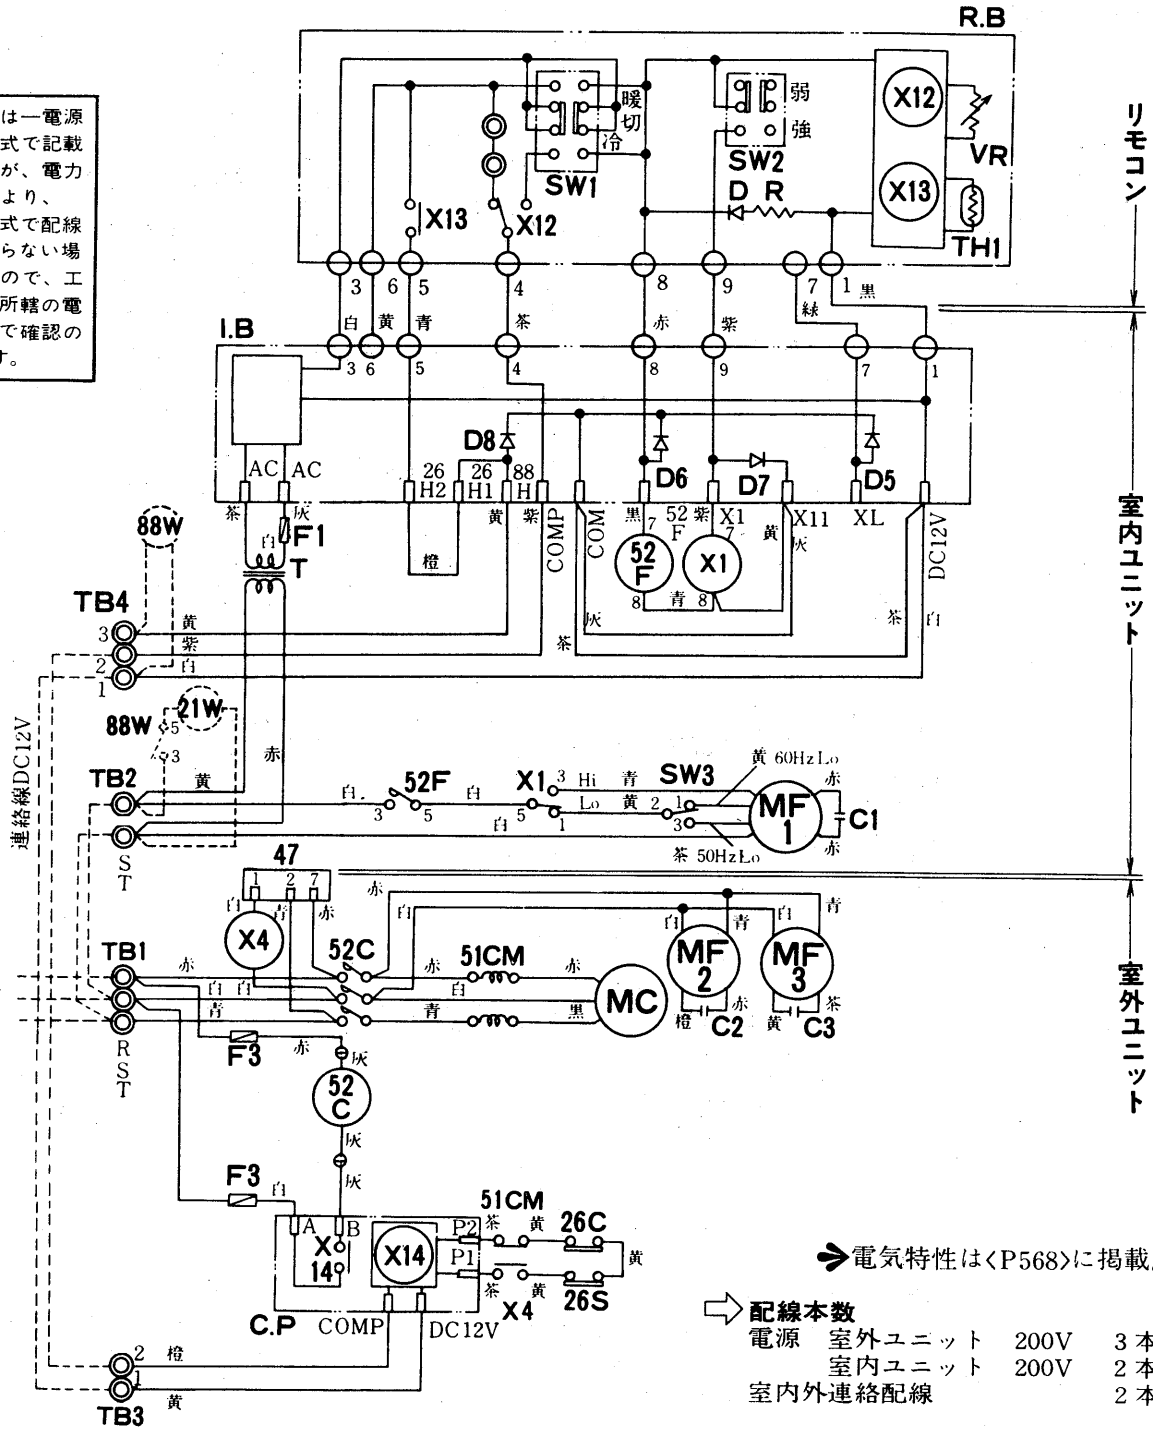 R.B
は一電源
式で記載
が、電力
より、
式で配線
らない場
ので、工
所轄の電
で確認の
す。
暖
切
冷
SW1
弱
強
SW2
X12
X13
VR
TH1
D R
X13
X12
リモコン
3 6 5 4 8 9 7 1
白 黄 青 茶 赤 紫 緑 黒
I.B
3 6 5 4 8 9 7 1
D8
D6
D7
D5
AC AC
26 H2
26 H1
88 H
COMP
COM
52 F
X1
X11
XL
DC12V
茶 灰
F1
白
T
橙
黄 紫
黒 7
52 F
8
紫
7
X1
8
青
黄
灰
灰
茶
茶
白
室内ユニット
88W
TB4
3
2
1
黄
紫
白
88W
21W
5
3
赤
連絡線DC12V
TB2
黄
S
T
白
52F
3 5
白
X1
3 Hi 青
5
Lo 黄
1
白
SW3
2 1
3
黄 60HzLo
茶 50HzLo
MF 1
赤
C1
赤
47
1 2 7
白 青 赤
X4
赤
白
TB1
R
S
T
赤
白 白
青
52C
赤
白
青
51CM
赤
黒
MC
白 青
MF 2
橙 赤
C2
白 青
MF 3
黄 茶
C3
室外ユニット
F3
赤
灰
52 C
灰
灰
F3
白
A B
X 14
X14
P2
P1
51CM
茶 黄
26C
黄
茶 黄
X4
26S
C.P
COMP
DC12V
2 橙
1
黄
TB3
電気特性は<P568>に掲載
配線本数
電源 室外ユニット 200V 3本
室内ユニット 200V 2本
室内外連絡配線 2本